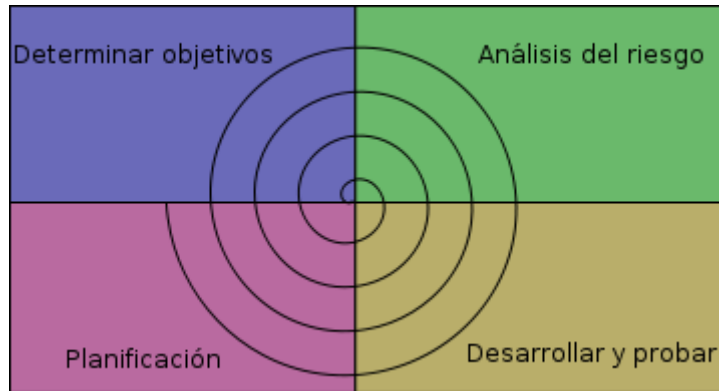 Determinar objetivos
Análisis del riesgo
Planificación
Desarrollar y probar